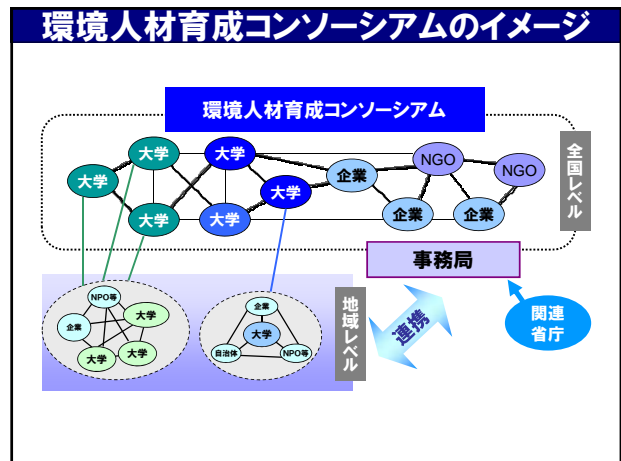 環境人材育成コンソーシアムのイメージ
環境人材育成コンソーシアム
大学
大学
大学
大学
大学
大学
企業
企業
企業
NGO
NGO
全国レベル
事務局
関連
省庁
連携
地域レベル
NPO等
企業
大学
大学
大学
企業
大学
自治体
NPO等